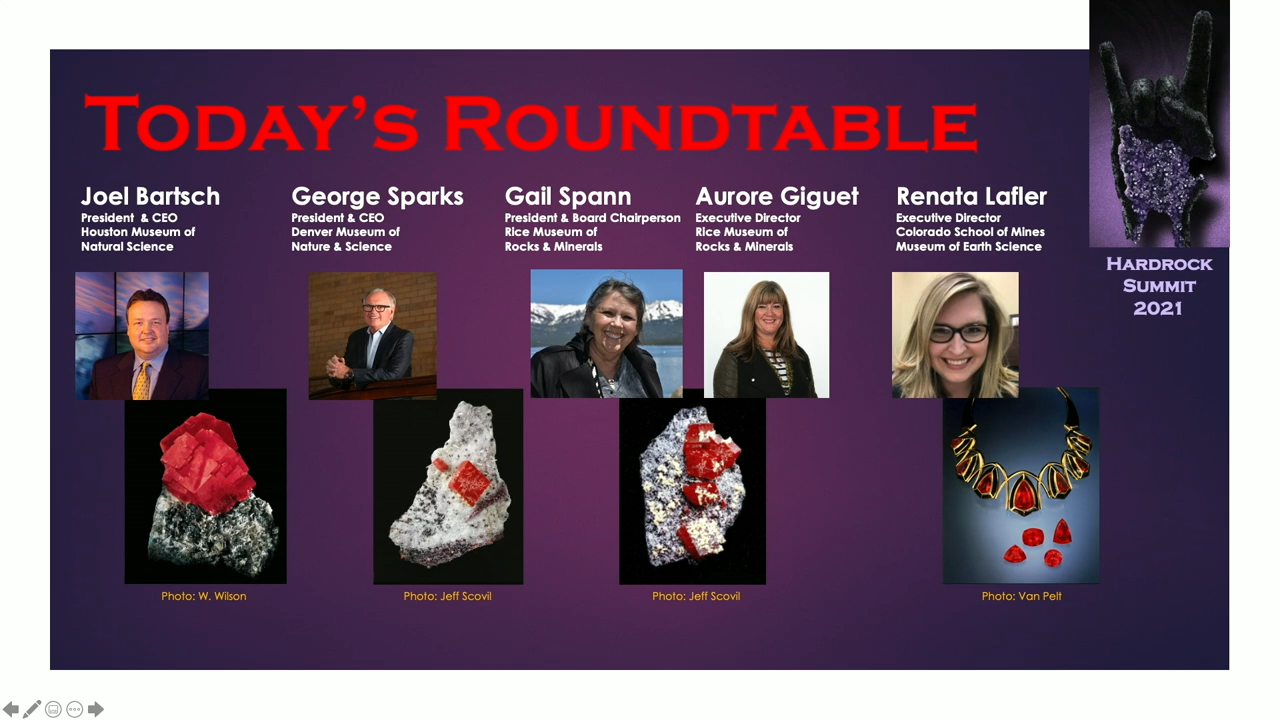 Today's Roundtable
Joel Bartsch
President & CEO
Houston Museum of
Natural Science
George Sparks
President & CEO
Denver Museum of
Nature & Science
Gail Spann
President & Board Chairperson
Rice Museum of
Rocks & Minerals
Aurore Giguet
Executive Director
Rice Museum of
Rocks & Minerals
Renata Lafler
Executive Director
Colorado School of Mines
Museum of Earth Science
Hardrock
Summit
2021
Photo: W. Wilson
Photo: Jeff Scovil
Photo: Jeff Scovil
Photo: Van Pelt